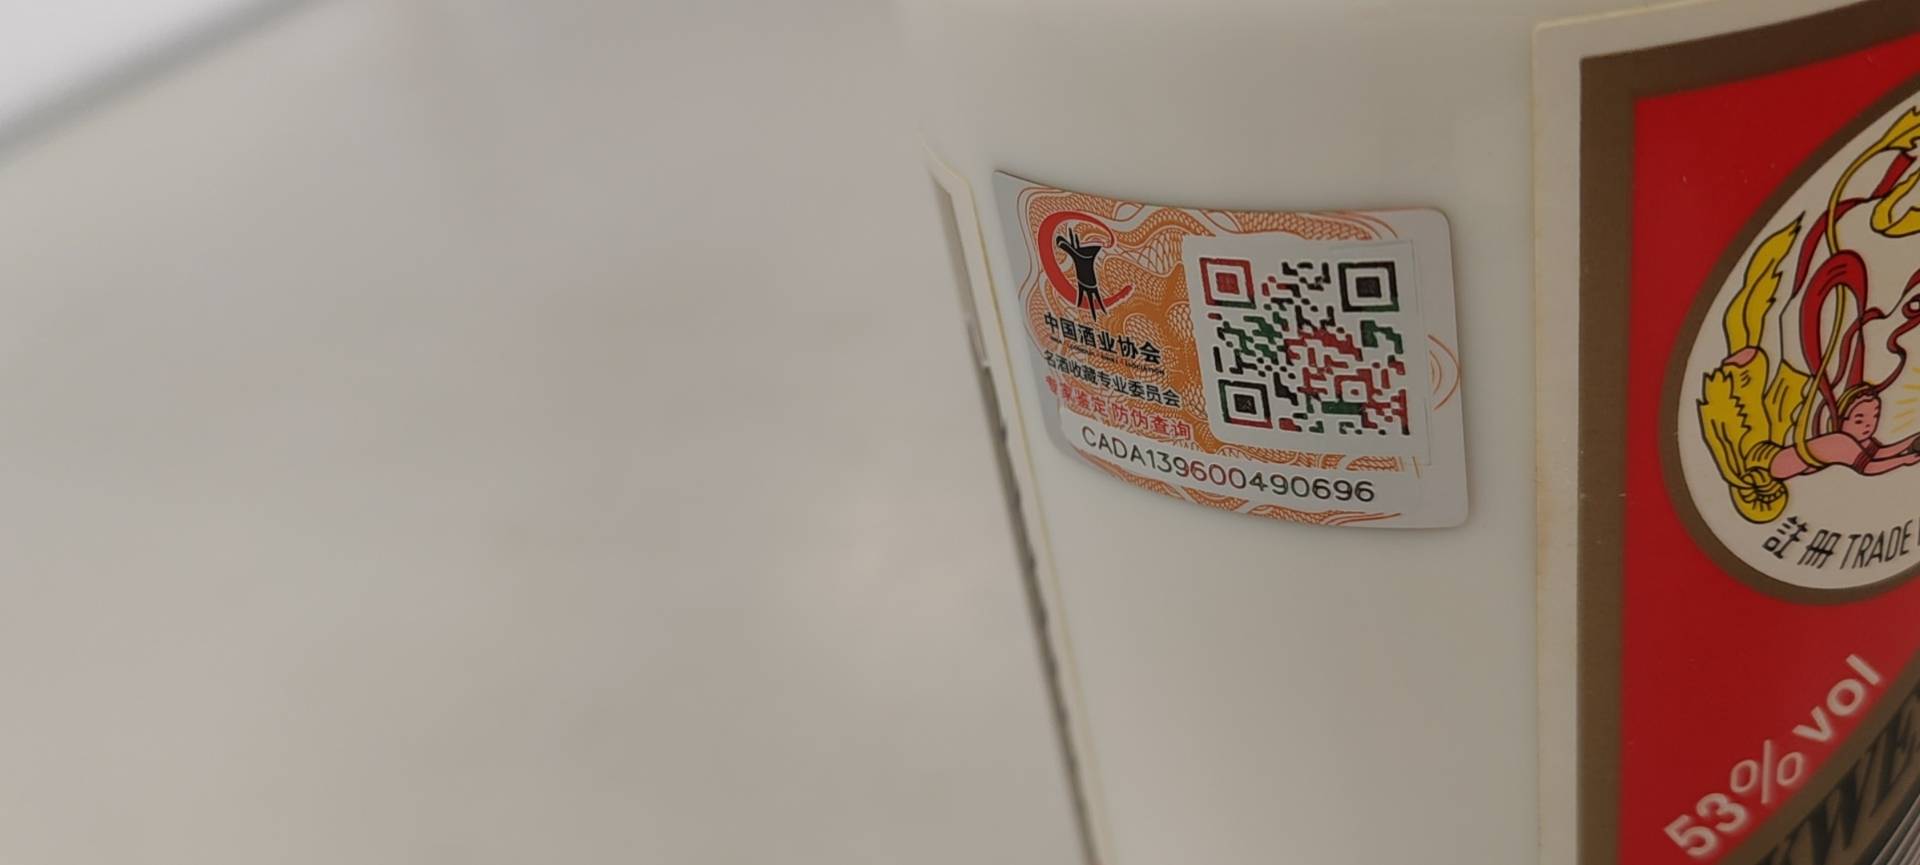 中国酒业协会
名酒收藏专业委员会
专家鉴定 防伪查询
CADA139600490696
註册 TRADE
53%vol